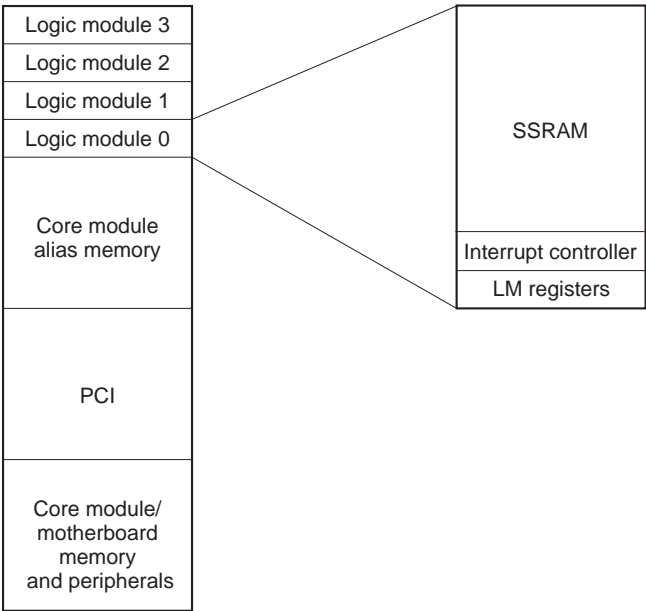 Logic module 3
Logic module 2
Logic module 1
Logic module 0
Core module
alias memory
PCI
Core module/
motherboard
memory
and peripherals
SSRAM
Interrupt controller
LM registers